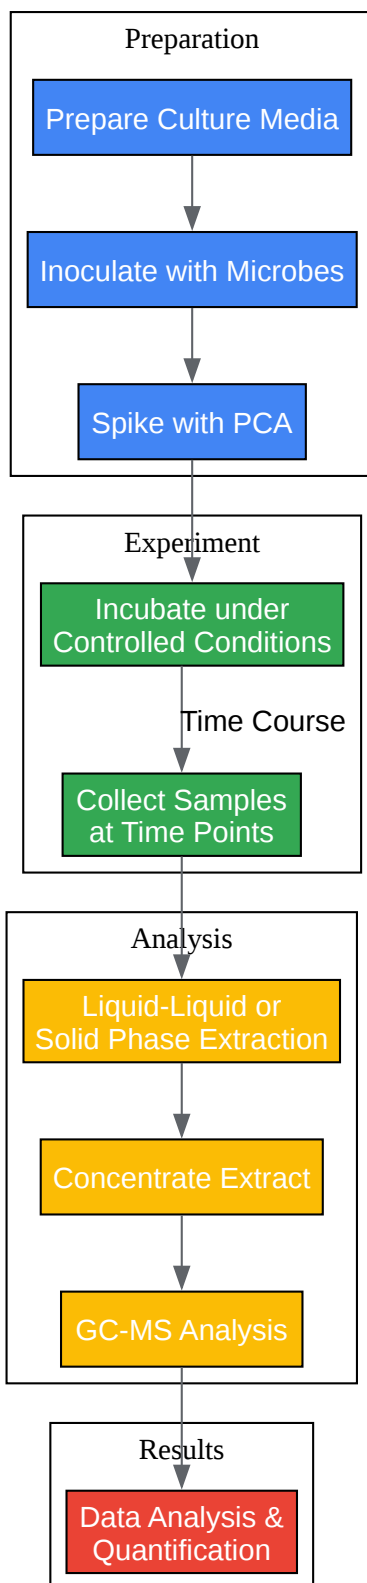 Preparation
Prepare Culture Media
Inoculate with Microbes
Spike with PCA
Experiment
Incubate under
Controlled Conditions
Time Course
Collect Samples
at Time Points
Analysis
Liquid-Liquid or
Solid Phase Extraction
Concentrate Extract
GC-MS Analysis
Results
Data Analysis &
Quantification